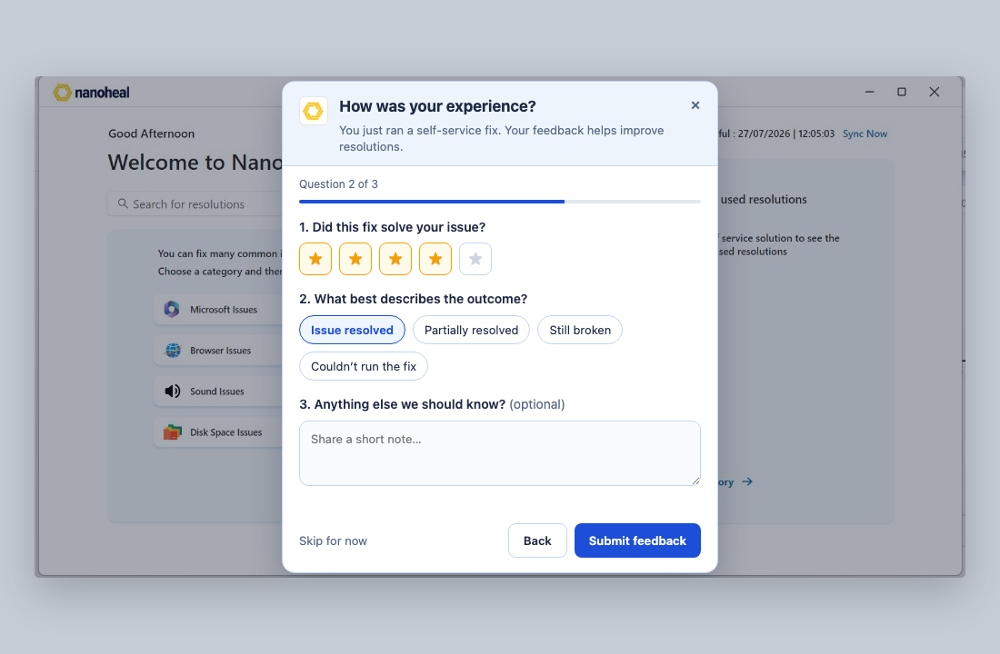 nanoheal
Good Afternoon
Welcome to Nano
Search for resolutions
You can fix many common
Choose a category and
Microsoft Issues
Browser Issues
Sound Issues
Disk Space Issues
: 27/07/2026 | 12:05:03 Sync Now
used resolutions
service solution to see the
resolutions
How was your experience?
You just ran a self-service fix. Your feedback helps improve
resolutions.
Question 2 of 3
1. Did this fix solve your issue?
2. What best describes the outcome?
Issue resolved
Partially resolved
Still broken
Couldn’t run the fix
3. Anything else we should know? (optional)
Share a short note…
Skip for now
Back
Submit feedback